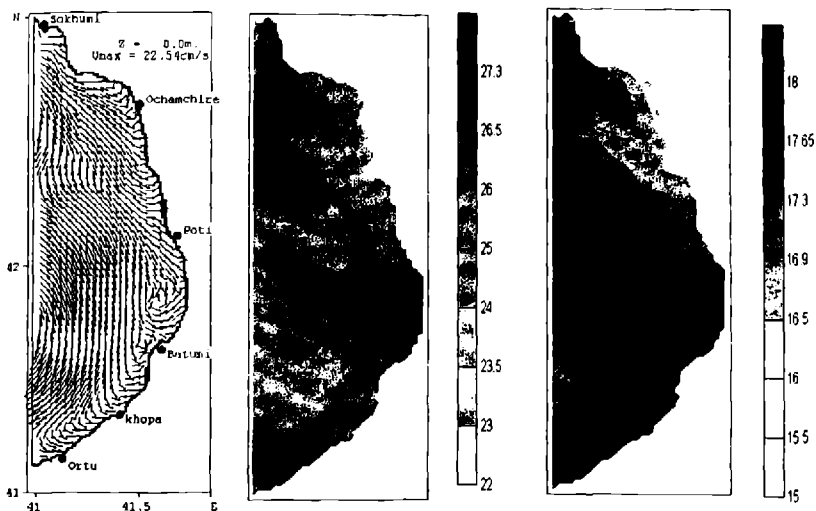 N
Sokhumi
Z = 0.0m.
Vmax = 22.54cm/s
Ochamchire
Poti
42
Batumi
khopa
Ortu
41
41 41.5 E
27.3
26.5
26
25
24
23.5
23
22
18
17.65
17.3
16.9
16.5
16
15.5
15